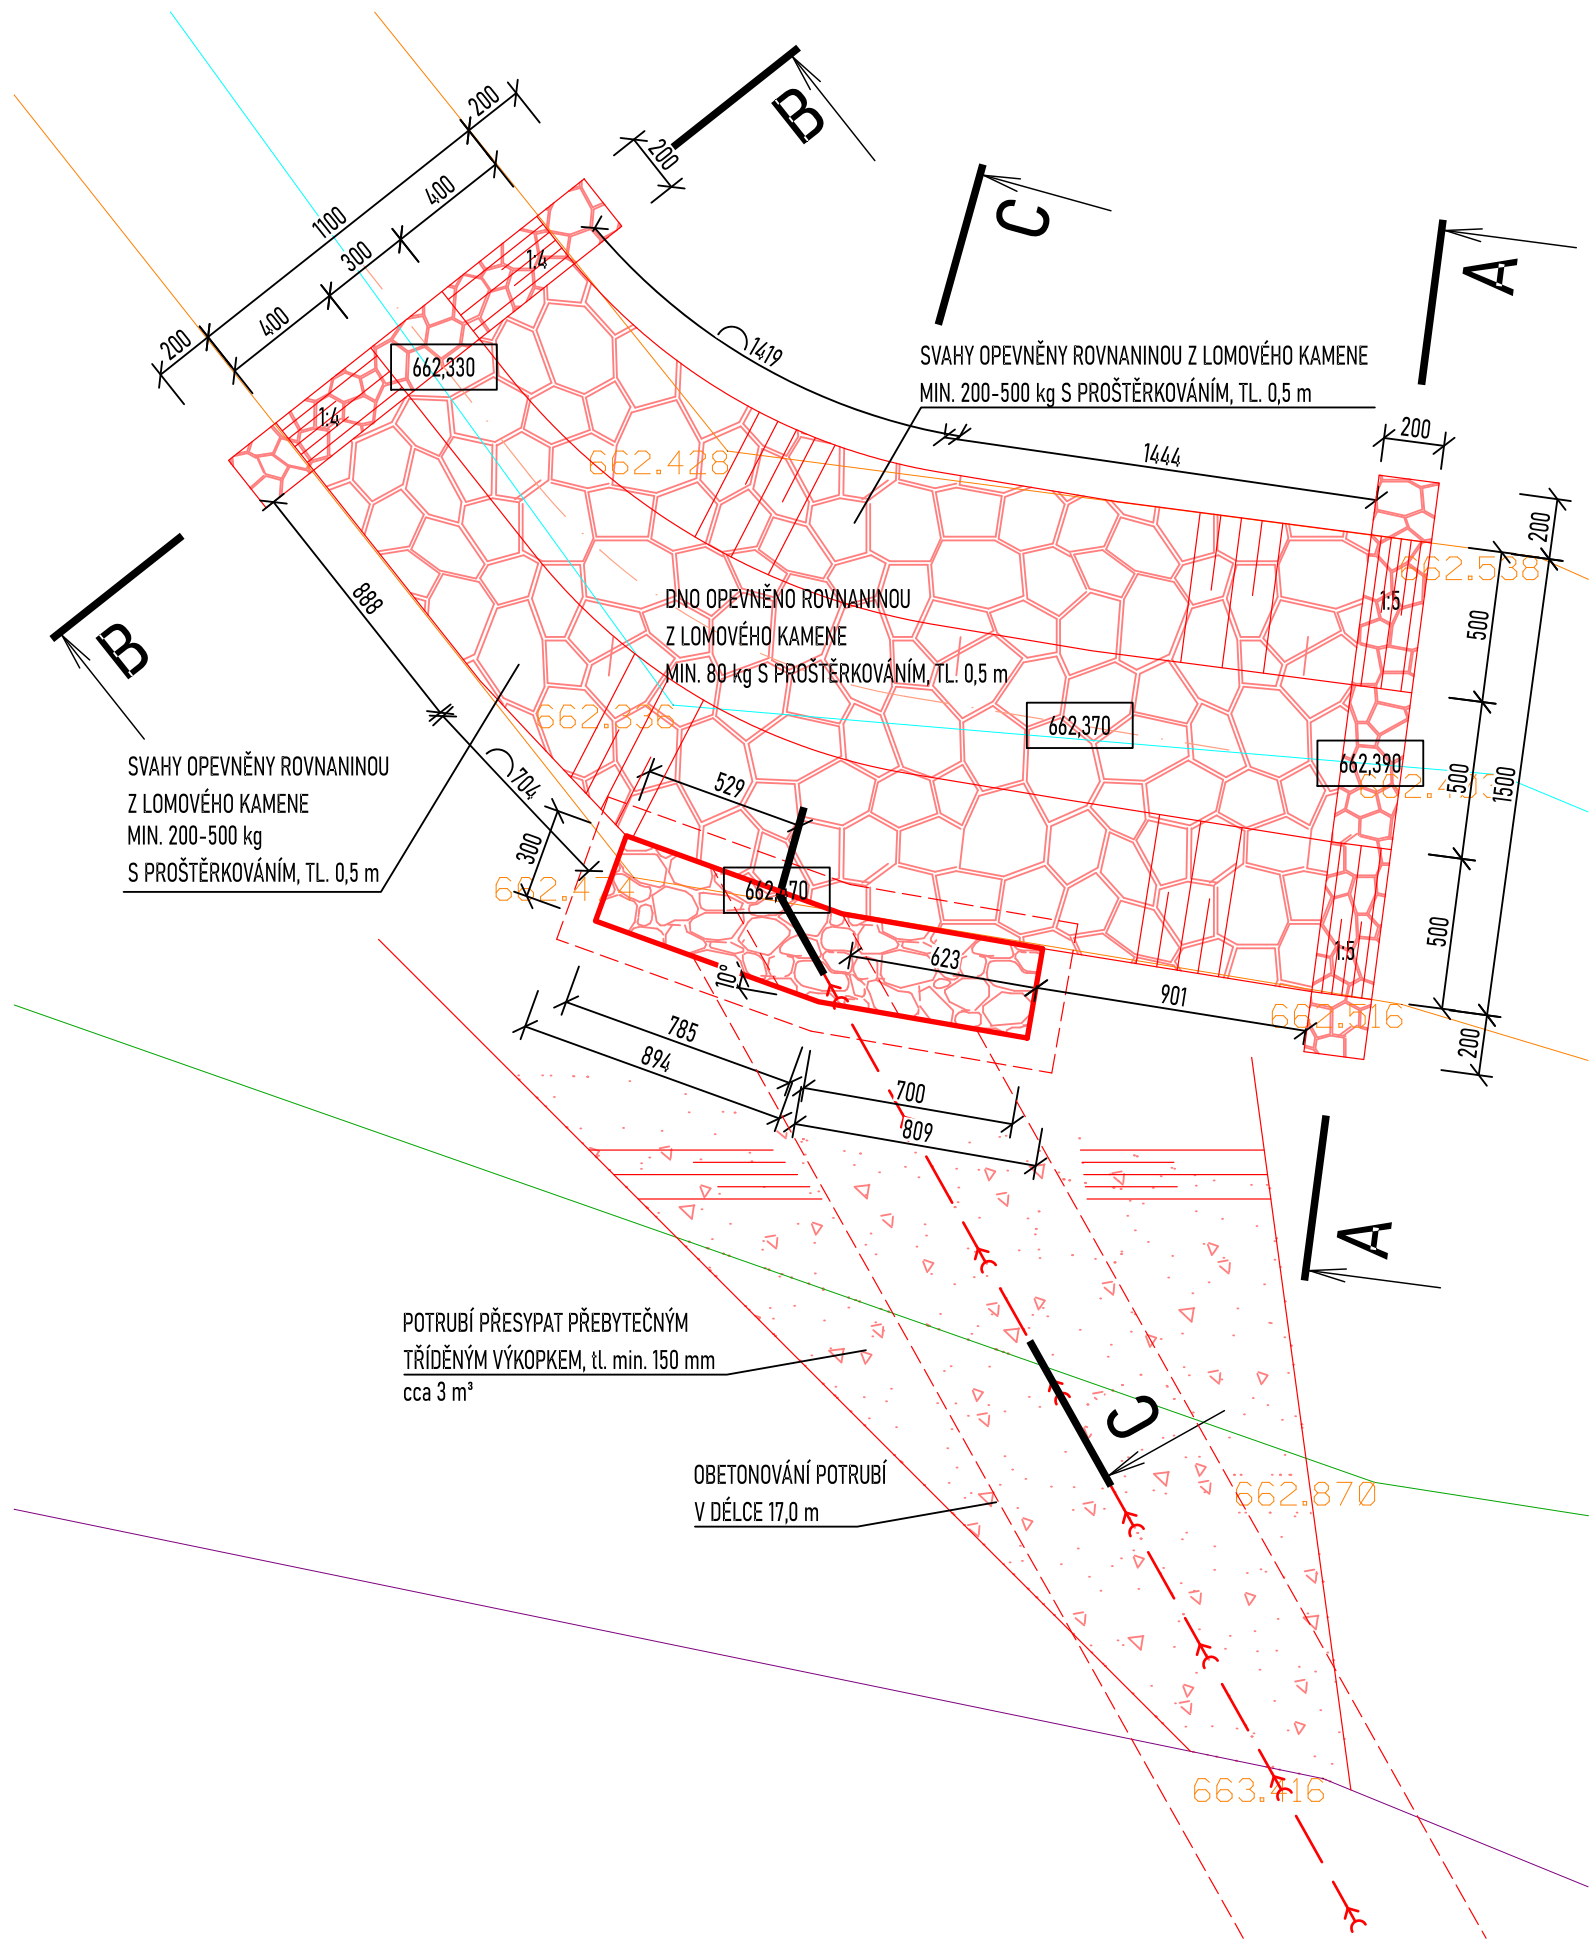 200
B
200
400
1100
300
400
200
C
A
1:4
1:4
662,330
1419
SVAHY OPEVNĚNY ROVNANINOU Z LOMOVÉHO KAMENE
MIN. 200-500 kg S PROŠTĚRKOVÁNÍM, TL. 0,5 m
662.428
1444
200
200
662.538
1:5
500
888
B
DNO OPEVNĚNO ROVNANINOU
Z LOMOVÉHO KAMENE
MIN. 80 kg S PROŠTĚRKOVÁNÍM, TL. 0,5 m
662.336
662,370
662,390
500
1500
SVAHY OPEVNĚNY ROVNANINOU
Z LOMOVÉHO KAMENE
MIN. 200-500 kg
S PROŠTĚRKOVÁNÍM, TL. 0,5 m
704
529
300
500
1:5
623
901
10°
662.516
200
785
894
700
809
A
POTRUBÍ PŘESYPAT PŘEBYTEČNÝM
TŘÍDĚNÝM VÝKOPKEM, tl. min. 150 mm
cca 3 m³
C
OBETONOVÁNÍ POTRUBÍ
V DÉLCE 17,0 m
662.870
663.416